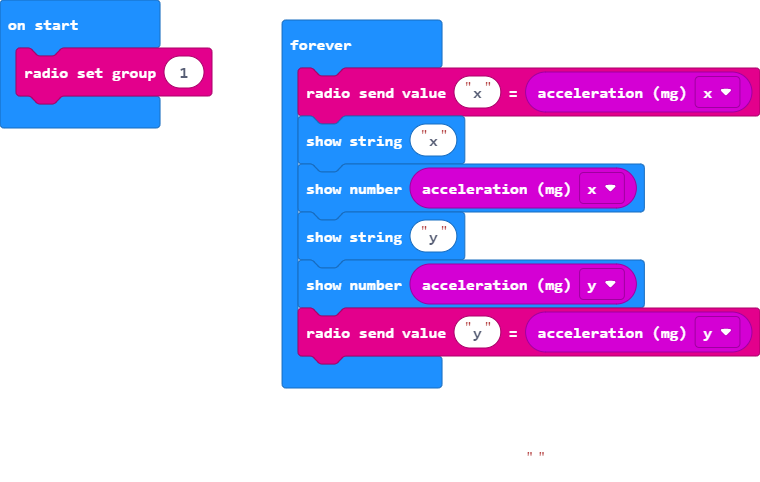 on start
radio set group 1
forever
radio send value "x" = acceleration (mg) x
show string "x"
show number acceleration (mg) x
show string "y"
show number acceleration (mg) y
radio send value "y" = acceleration (mg) y
" "